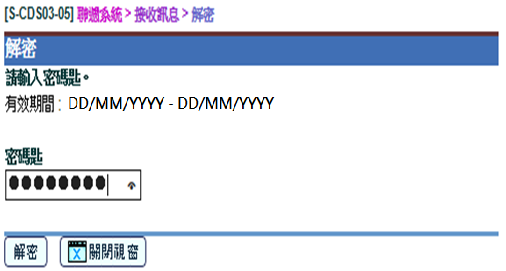 [S-CDS03-05] 聯遞系統 > 接收訊息 > 解密
解密
請輸入密碼匙。
有效期間 : DD/MM/YYYY - DD/MM/YYYY
密碼匙
●●●●●●●●
解密 關閉視窗